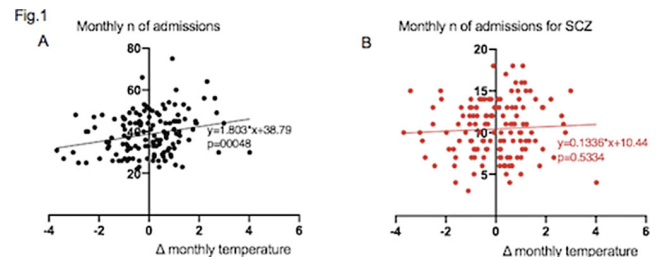 Fig.1
A
Monthly n of admissions
80
60
40
20
y=1.803*x+38.79
p=00048
-4
-2
0
2
4
6
Δ monthly temperature
B
Monthly n of admissions for SCZ
20
15
10
5
y=0.1336*x+10.44
p=0.5334
-4
-2
0
2
4
6
Δ monthly temperature